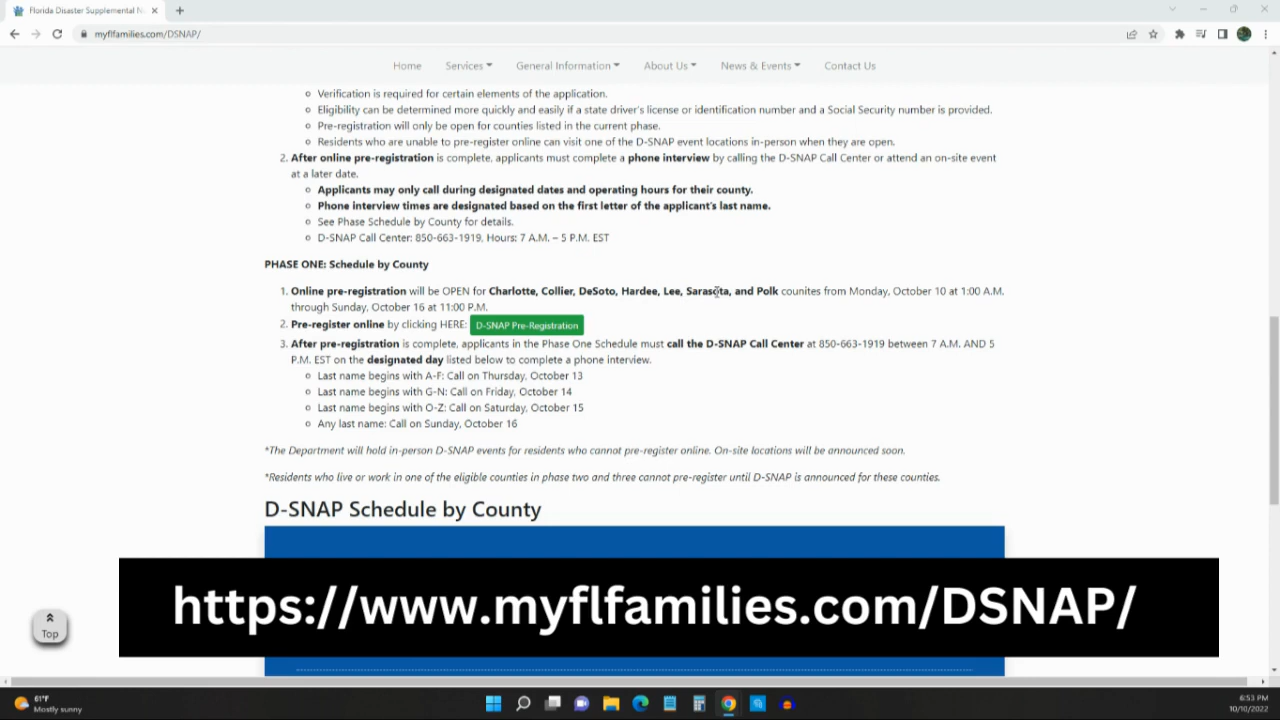 Florida Disaster Supplemental N
myflfamilies.com/DSNAP/
Home Services General Information About Us News & Events Contact Us
Verification is required for certain elements of the application.
Eligibility can be determined more quickly and easily if a state driver's license or identification number and a Social Security number is provided.
Pre-registration will only be open for counties listed in the current phase.
Residents who are unable to pre-register online can visit one of the D-SNAP event locations in-person when they are open.
2. After online pre-registration is complete, applicants must complete a phone interview by calling the D-SNAP Call Center or attend an on-site event
at a later date.
Applicants may only call during designated dates and operating hours for their county.
Phone interview times are designated based on the first letter of the applicant's last name.
See Phase Schedule by County for details.
D-SNAP Call Center: 850-663-1919, Hours: 7 A.M. – 5 P.M. EST
PHASE ONE: Schedule by County
1. Online pre-registration will be OPEN for Charlotte, Collier, DeSoto, Hardee, Lee, Sarasota, and Polk counites from Monday, October 10 at 1:00 A.M.
through Sunday, October 16 at 11:00 P.M.
2. Pre-register online by clicking HERE: D-SNAP Pre-Registration
3. After pre-registration is complete, applicants in the Phase One Schedule must call the D-SNAP Call Center at 850-663-1919 between 7 A.M. AND 5
P.M. EST on the designated day listed below to complete a phone interview.
Last name begins with A-F: Call on Thursday, October 13
Last name begins with G-N: Call on Friday, October 14
Last name begins with O-Z: Call on Saturday, October 15
Any last name: Call on Sunday, October 16
*The Department will hold in-person D-SNAP events for residents who cannot pre-register online. On-site locations will be announced soon.
*Residents who live or work in one of the eligible counties in phase two and three cannot pre-register until D-SNAP is announced for these counties.
D-SNAP Schedule by County
https://www.myflfamilies.com/DSNAP/
Top
61°F
Mostly sunny
6:53 PM
10/10/2022